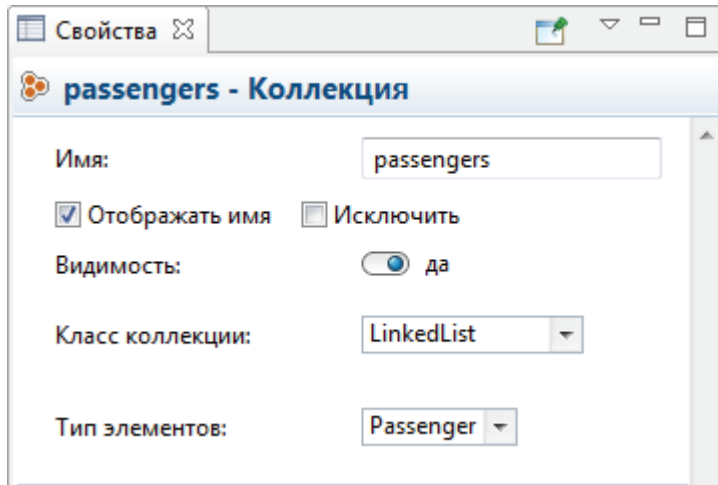 Свойства
passengers - Коллекция
Имя: passengers
Отображать имя Исключить
Видимость: да
Класс коллекции: LinkedList
Тип элементов: Passenger